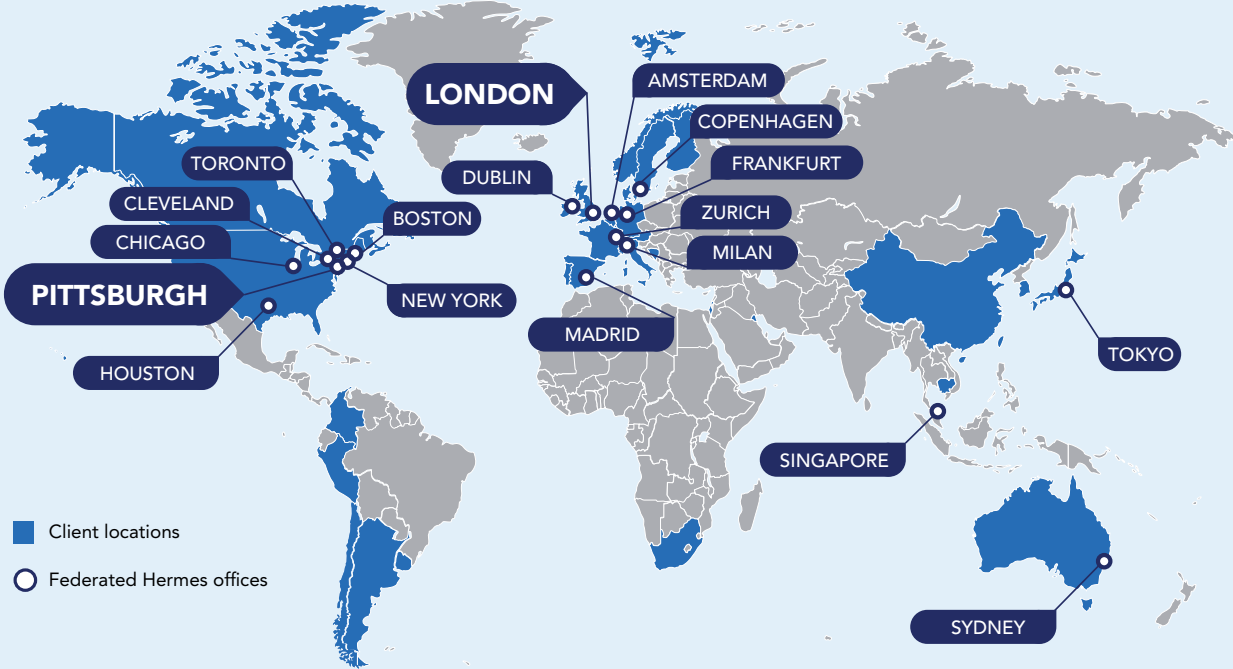 LONDON
AMSTERDAM
COPENHAGEN
TORONTO
DUBLIN
FRANKFURT
CLEVELAND
BOSTON
ZURICH
CHICAGO
MILAN
PITTSBURGH
NEW YORK
MADRID
TOKYO
HOUSTON
SINGAPORE
Client locations
Federated Hermes offices
SYDNEY